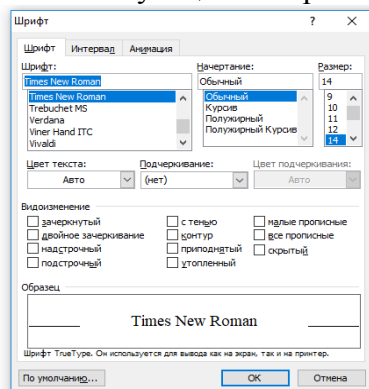 Шрифт ? ×
Шрифт Интервал Анимация
Шрифт: Начертание: Размер:
Times New Roman Обычный 14
Times New Roman Обычный 9
Trebuchet MS Курсив 10
Verdana Полужирный 11
Viner Hand ITC Полужирный Курсив 12
Vivaldi 14
Цвет текста: Подчеркивание: Цвет подчеркивания:
Авто (нет) Авто
Видоизменение
зачеркнутый с тенью малые прописные
двойное зачеркивание контур все прописные
надстрочный приподнятый скрытый
подстрочный утопленный
Образец
Times New Roman
Шрифт TrueType. Он используется для вывода как на экран, так и на принтер.
По умолчанию... ОК Отмена